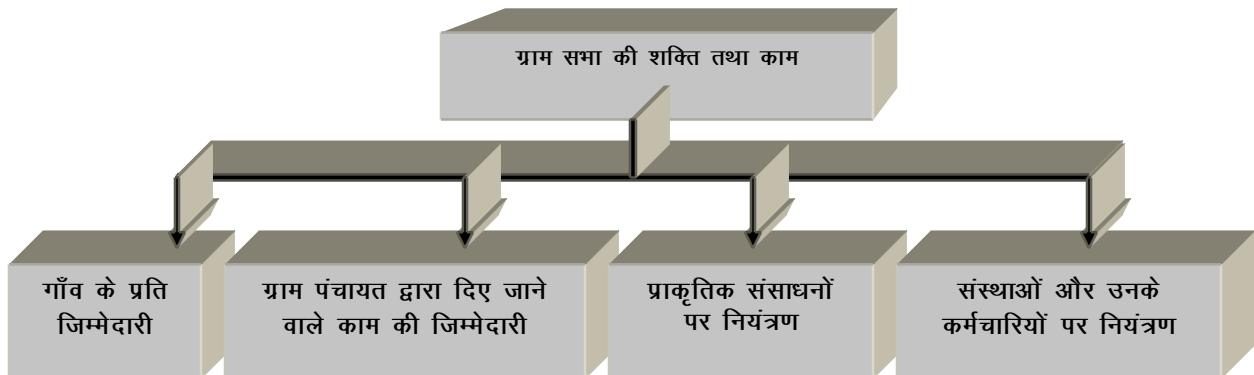 ग्राम सभा की शक्ति तथा काम
गाँव के प्रति
जिम्मेदारी
ग्राम पंचायत द्वारा दिए जाने
वाले काम की जिम्मेदारी
प्राकृतिक संसाधनों
पर नियंत्रण
संस्थाओं और उनके
कर्मचारियों पर नियंत्रण